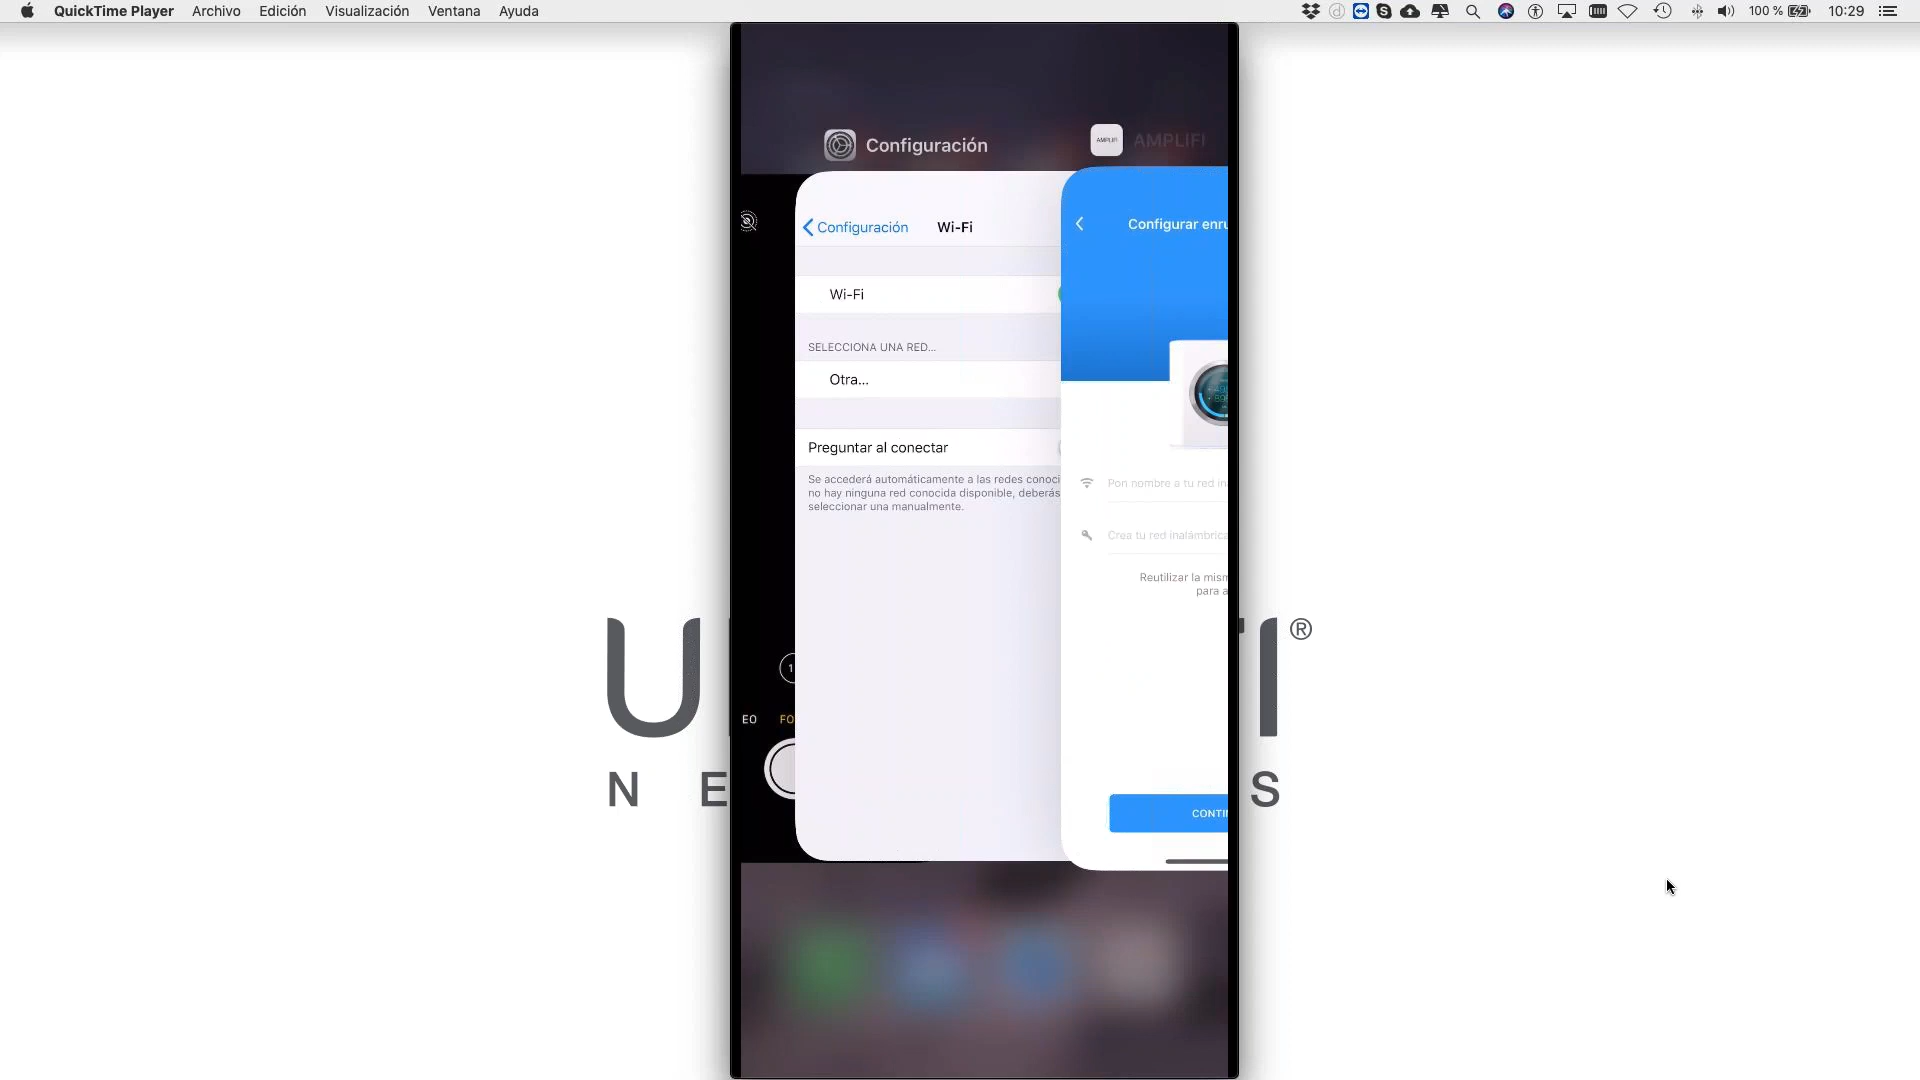 QuickTime Player Archivo Edición Visualización Ventana Ayuda 100 % 10:29
Configuración
AMPLIFI
AMPLIFI
Configuración Wi-Fi
Configurar enru
Wi-Fi
SELECCIONA UNA RED...
Otra...
Preguntar al conectar
Se accederá automáticamente a las redes conoci
no hay ninguna red conocida disponible, deberás
seleccionar una manualmente.
Pon nombre a tu red in
Crea tu red inalámbrica
Reutilizar la mism
para a
1
EO FO
CONTI
U I ®
N E S